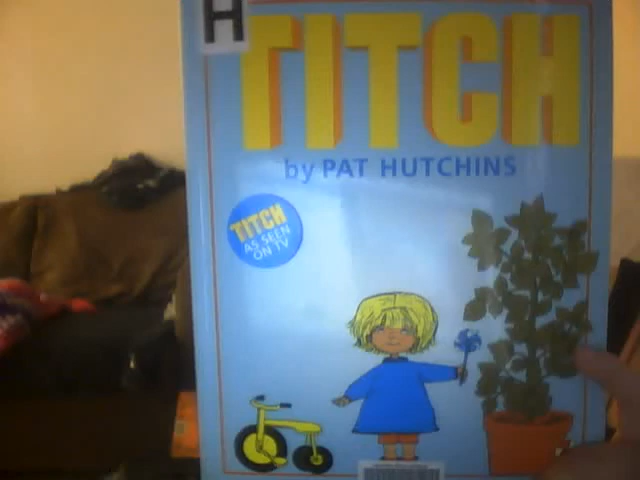 H
TITCH
by PAT HUTCHINS
TITCH
AS SEEN
ON TV